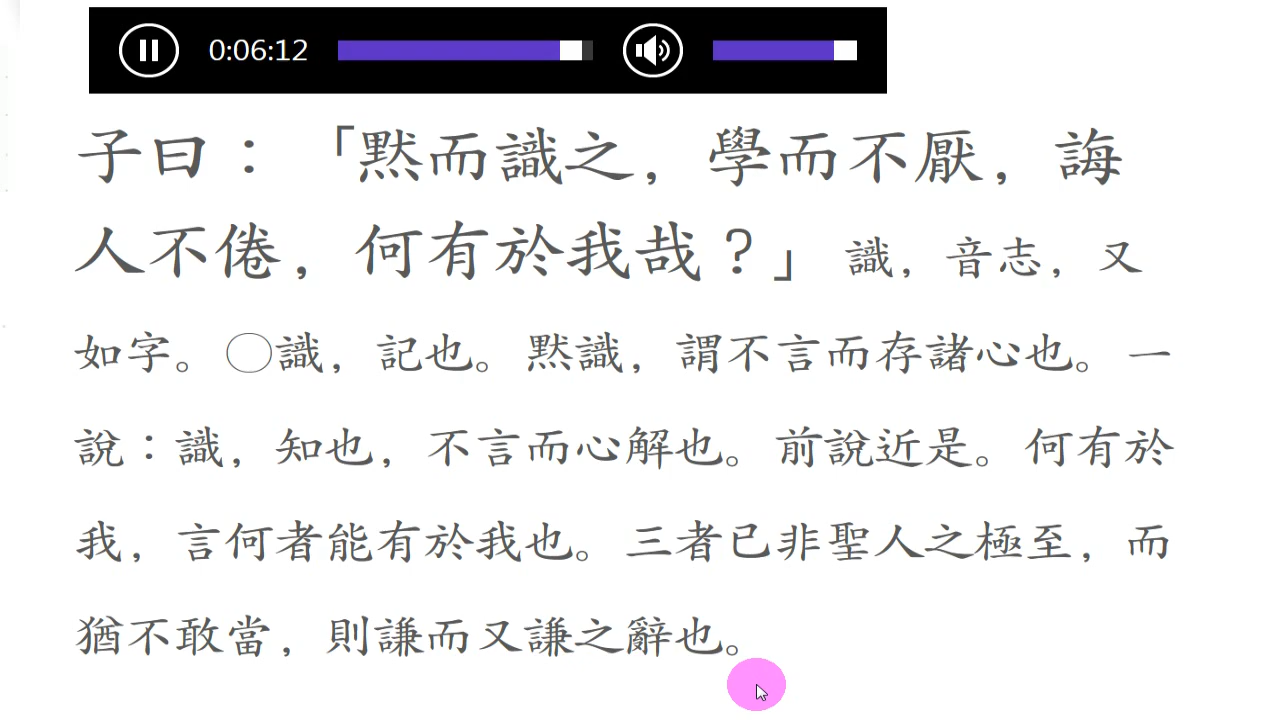 0:06:12
子曰：「默而識之，學而不厭，誨
人不倦，何有於我哉？」 識，音志，又
如字。◯識，記也。默識，謂不言而存諸心也。一
說：識，知也，不言而心解也。前說近是。何有於
我，言何者能有於我也。三者已非聖人之極至，而
猶不敢當，則謙而又謙之辭也。